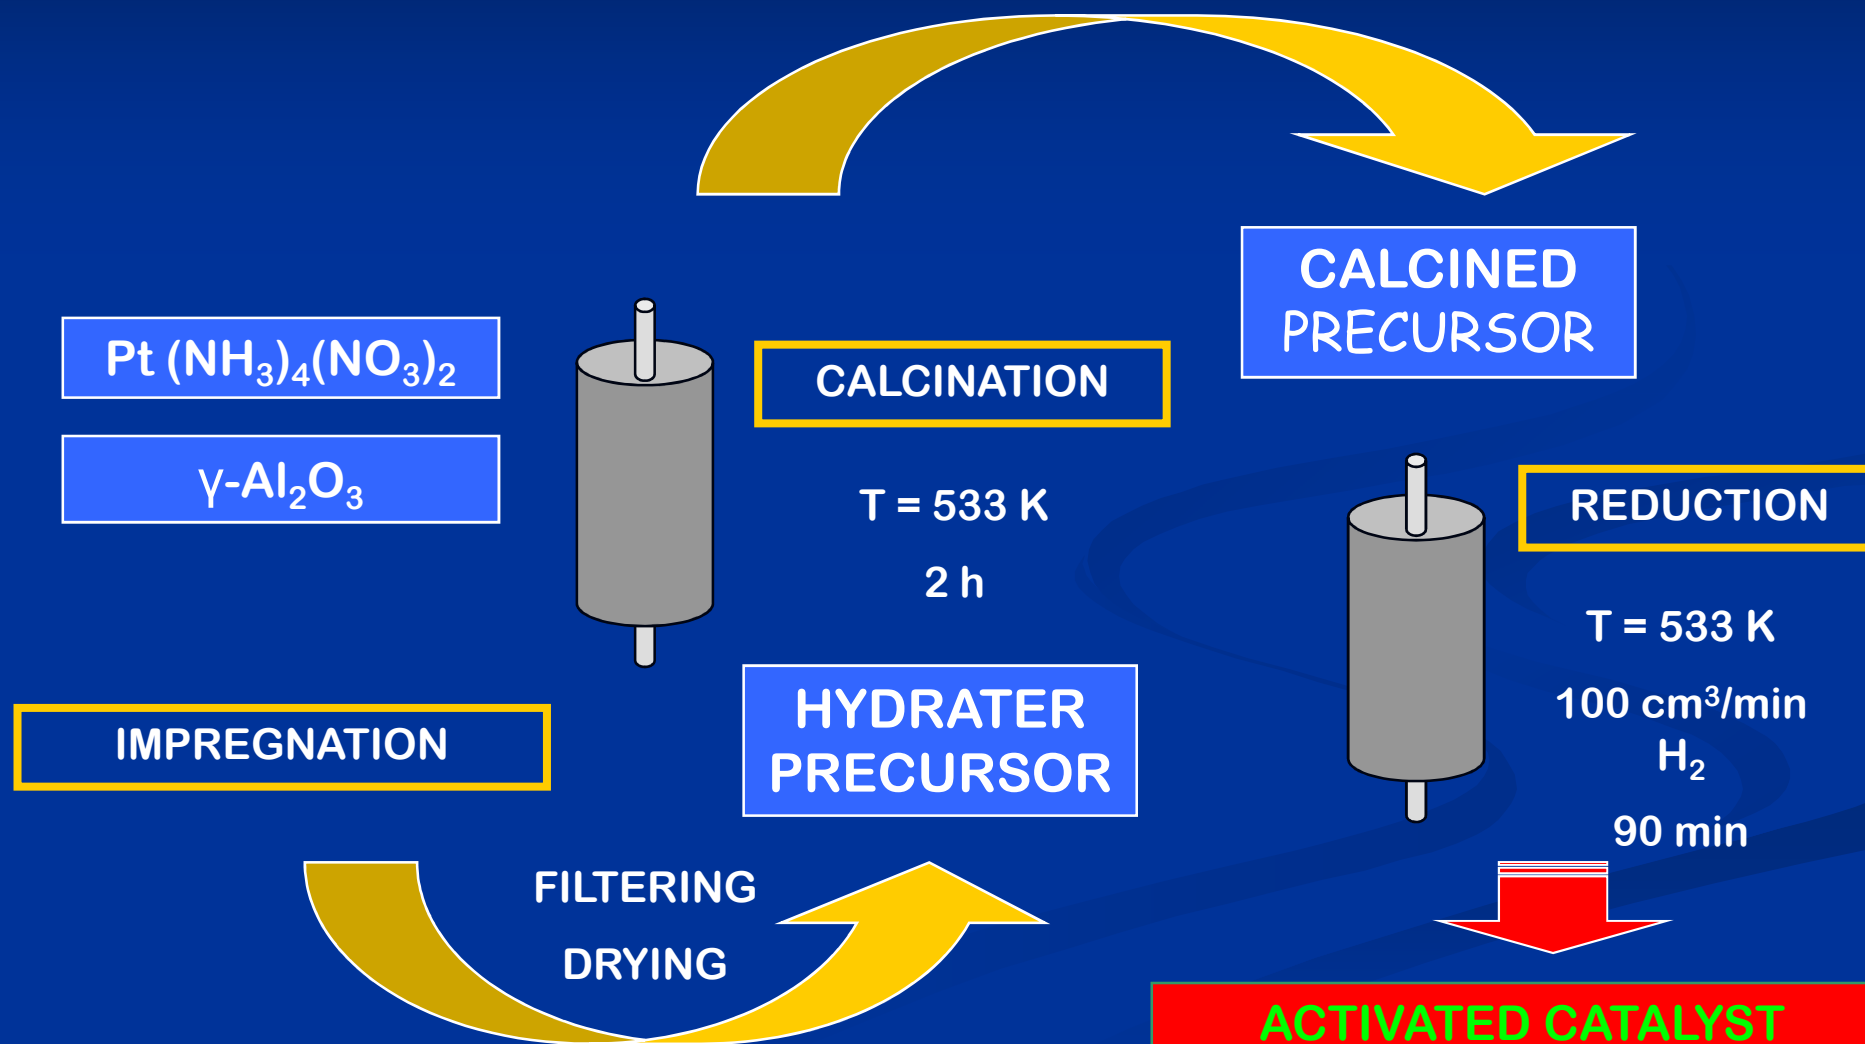 Pt (NH₃)₄(NO₃)₂
γ-Al₂O₃
IMPREGNATION
FILTERING
DRYING
HYDRATER
PRECURSOR
CALCINATION
T = 533 K
2 h
CALCINED
PRECURSOR
REDUCTION
T = 533 K
100 cm³/min
H₂
90 min
ACTIVATED CATALYST